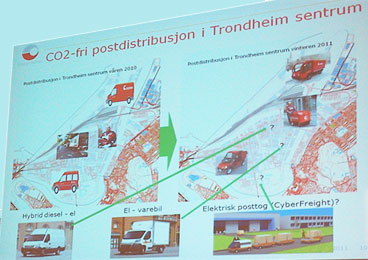 CO2-fri postdistribusjon i Trondheim sentrum
Postdistribusjon i Trondheim sentrum våren 2010
Postdistribusjon i Trondheim sentrum vinteren 2011
?
?
?
Hybrid diesel - el
El - varebil
Elektrisk posttog (CyberFreight)?
2011